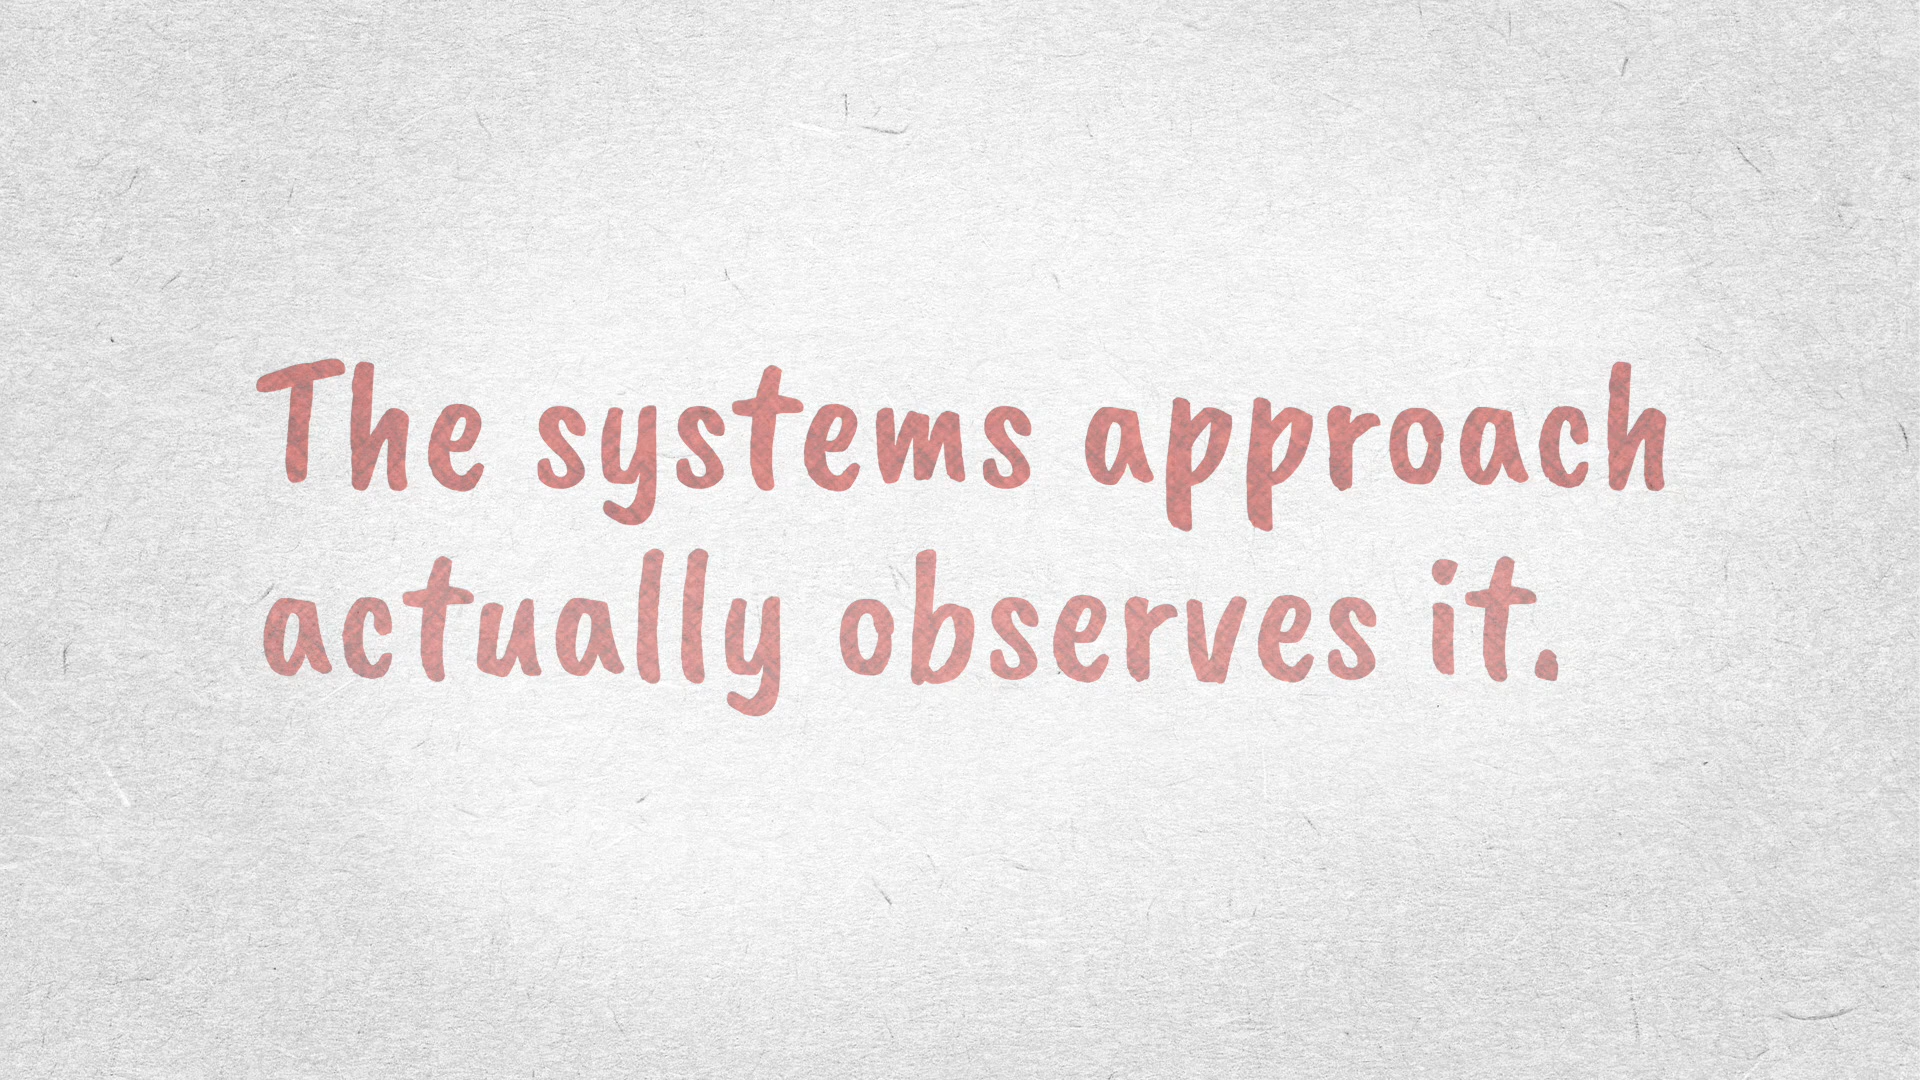 The systems approach
actually observes it.